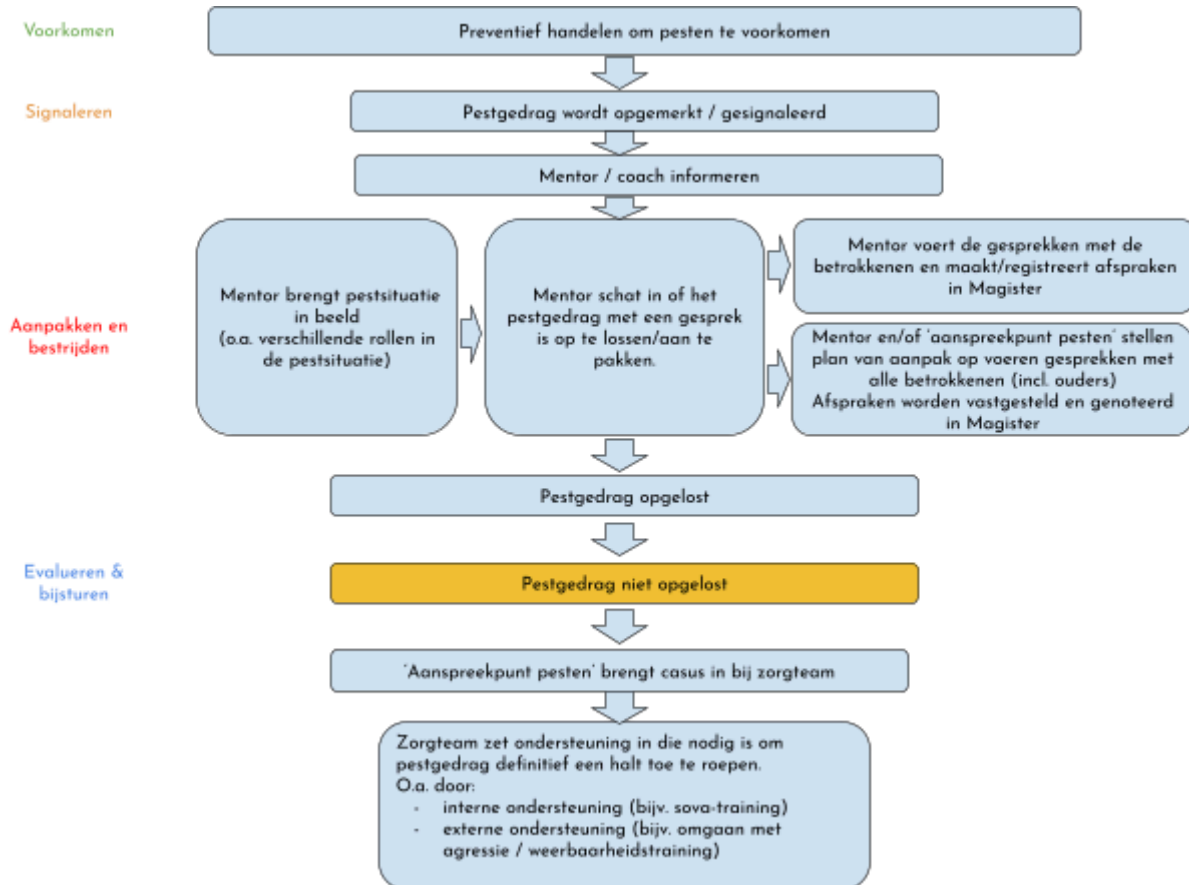 Voorkomen
Preventief handelen om pesten te voorkomen
Signaleren
Pestgedrag wordt opgemerkt / gesignaleerd
Mentor / coach informeren
Aanpakken en
bestrijden
Mentor brengt pestsituatie
in beeld
(o.a. verschillende rollen in
de pestsituatie)
Mentor schat in of het
pestgedrag met een gesprek
is op te lossen/aan te
pakken.
Mentor voert de gesprekken met de
betrokkenen en maakt/registreert afspraken
in Magister
Mentor en/of ‘aanspreekpunt pesten’ stellen
plan van aanpak op voeren gesprekken met
alle betrokkenen (incl. ouders)
Afspraken worden vastgesteld en genoteerd
in Magister
Pestgedrag opgelost
Evalueren &
bijsturen
Pestgedrag niet opgelost
‘Aanspreekpunt pesten’ brengt casus in bij zorgteam
Zorgteam zet ondersteuning in die nodig is om
pestgedrag definitief een halt toe te roepen.
O.a. door:
- interne ondersteuning (bijv. sova-training)
- externe ondersteuning (bijv. omgaan met
agressie / weerbaarheidstraining)